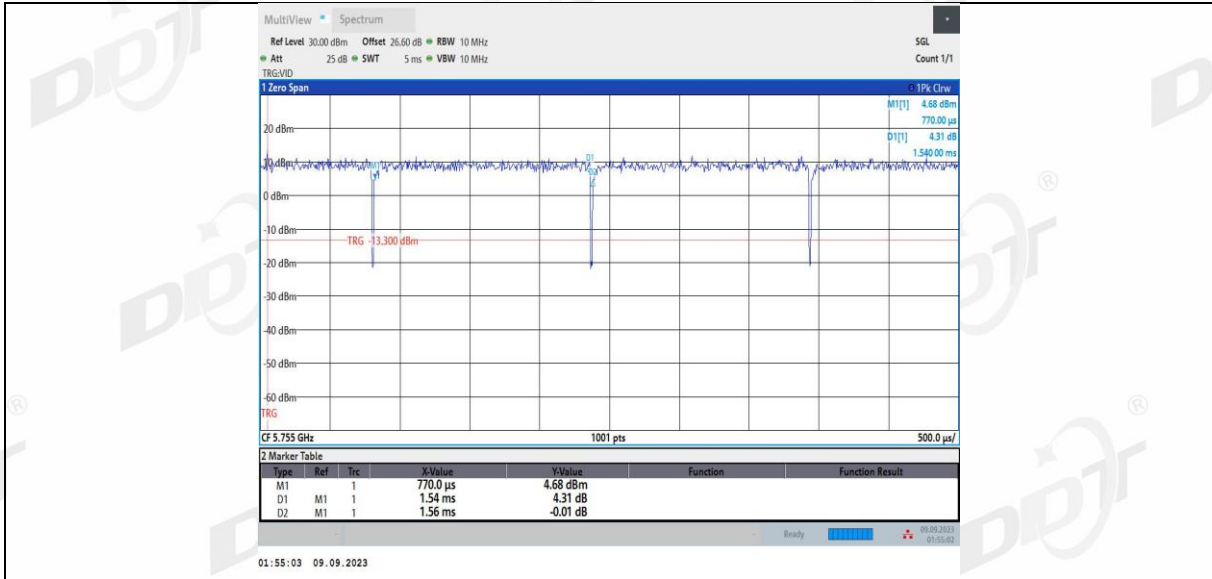 MultiView Spectrum
Ref Level 30.00 dBm Offset 26.60 dB RBW 10 MHz SGL
Att 25 dB SWT 5 ms VBW 10 MHz Count 1/1
TRG:VID
1 Zero Span 1Pk Clrw
M1[1] 4.68 dBm
770.00 µs
D1[1] 4.31 dB
1.540 00 ms
20 dBm
10 dBm
M1
D1
D2
0 dBm
-10 dBm
TRG -13.300 dBm
-20 dBm
-30 dBm
-40 dBm
-50 dBm
-60 dBm
TRG
CF 5.755 GHz 1001 pts 500.0 µs/
2 Marker Table
Type Ref Trc X-Value Y-Value Function Function Result
M1 1 770.0 µs 4.68 dBm
D1 M1 1 1.54 ms 4.31 dB
D2 M1 1 1.56 ms -0.01 dB
Ready 09.09.2023
01:55:02
01:55:03 09.09.2023
DDT
®